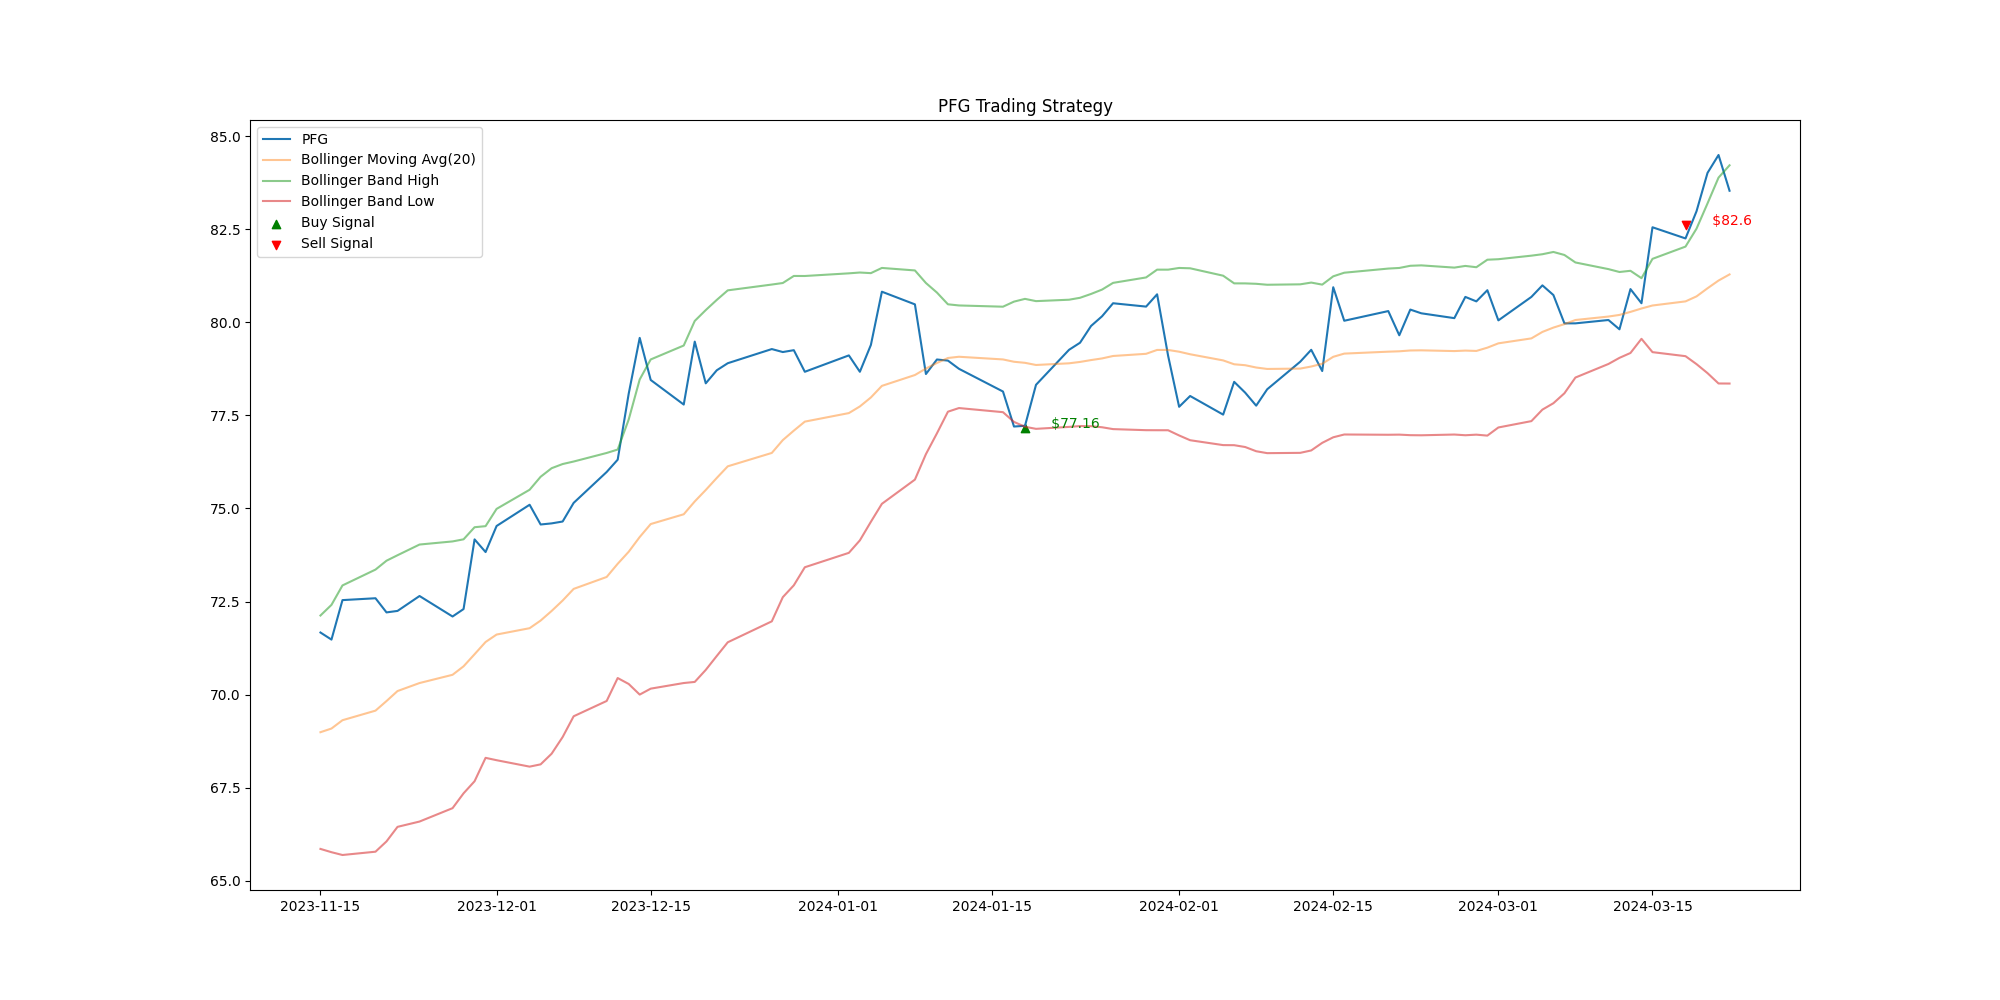 PFG Trading Strategy
85.0
82.5
80.0
77.5
75.0
72.5
70.0
67.5
65.0
PFG
Bollinger Moving Avg(20)
Bollinger Band High
Bollinger Band Low
Buy Signal
Sell Signal
$82.6
$77.16
2023-11-15
2023-12-01
2023-12-15
2024-01-01
2024-01-15
2024-02-01
2024-02-15
2024-03-01
2024-03-15